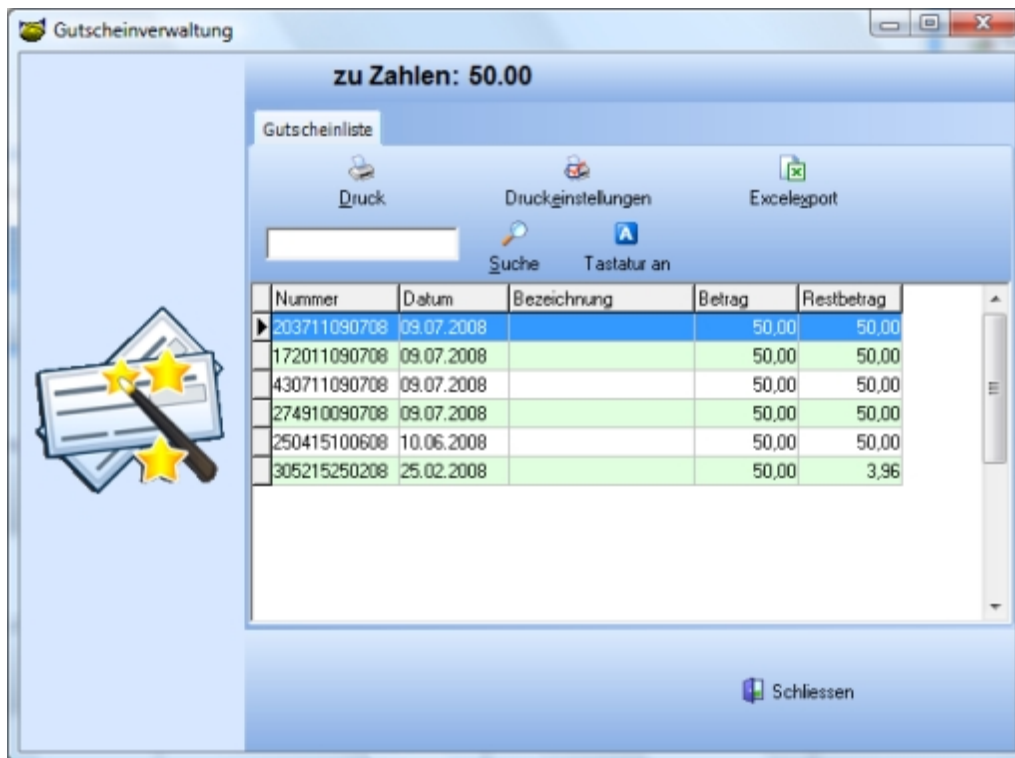 Gutscheinverwaltung
zu Zahlen: 50.00
Gutscheinliste
Druck Druckeinstellungen Excelexport
Suche Tastatur an
Nummer Datum Bezeichnung Betrag Restbetrag
203711090708 09.07.2008 50,00 50,00
172011090708 09.07.2008 50,00 50,00
430711090708 09.07.2008 50,00 50,00
274910090708 09.07.2008 50,00 50,00
250415100608 10.06.2008 50,00 50,00
305215250208 25.02.2008 50,00 3,96
Schliessen